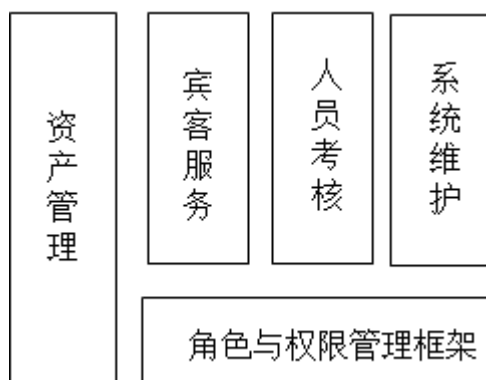 资产管理
宾客服务
人员考核
系统维护
角色与权限管理框架